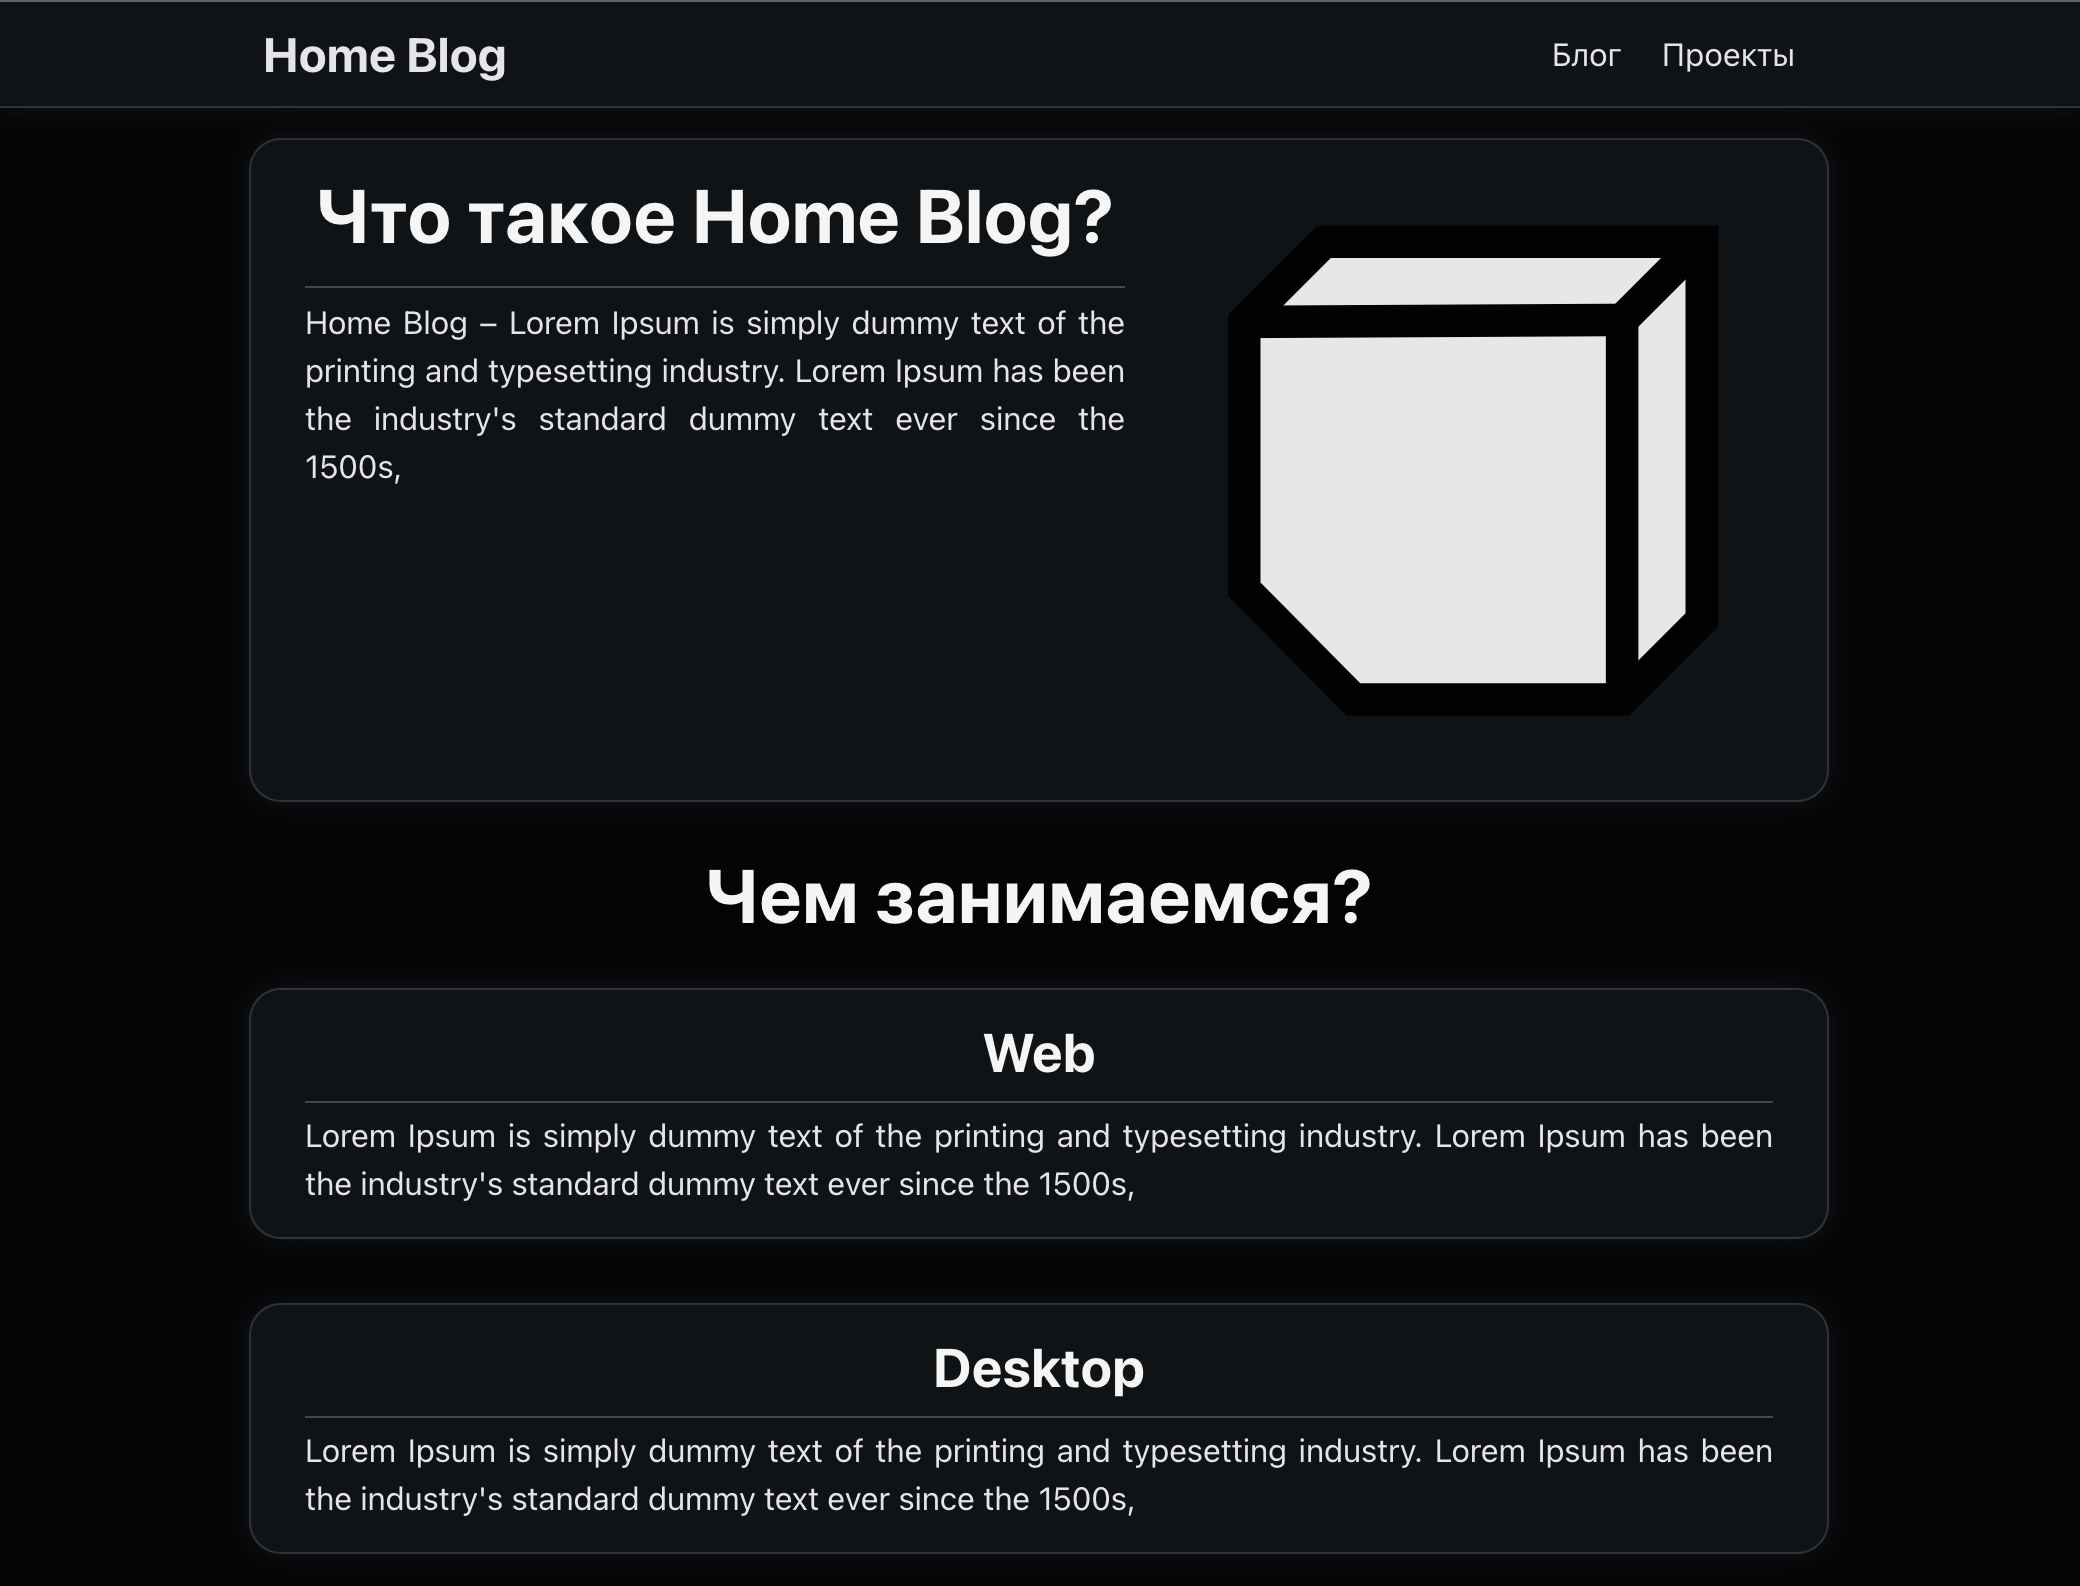 Home Blog
Блог Проекты
Что такое Home Blog?
Home Blog – Lorem Ipsum is simply dummy text of the
printing and typesetting industry. Lorem Ipsum has been
the industry's standard dummy text ever since the
1500s,
Чем занимаемся?
Web
Lorem Ipsum is simply dummy text of the printing and typesetting industry. Lorem Ipsum has been
the industry's standard dummy text ever since the 1500s,
Desktop
Lorem Ipsum is simply dummy text of the printing and typesetting industry. Lorem Ipsum has been
the industry's standard dummy text ever since the 1500s,